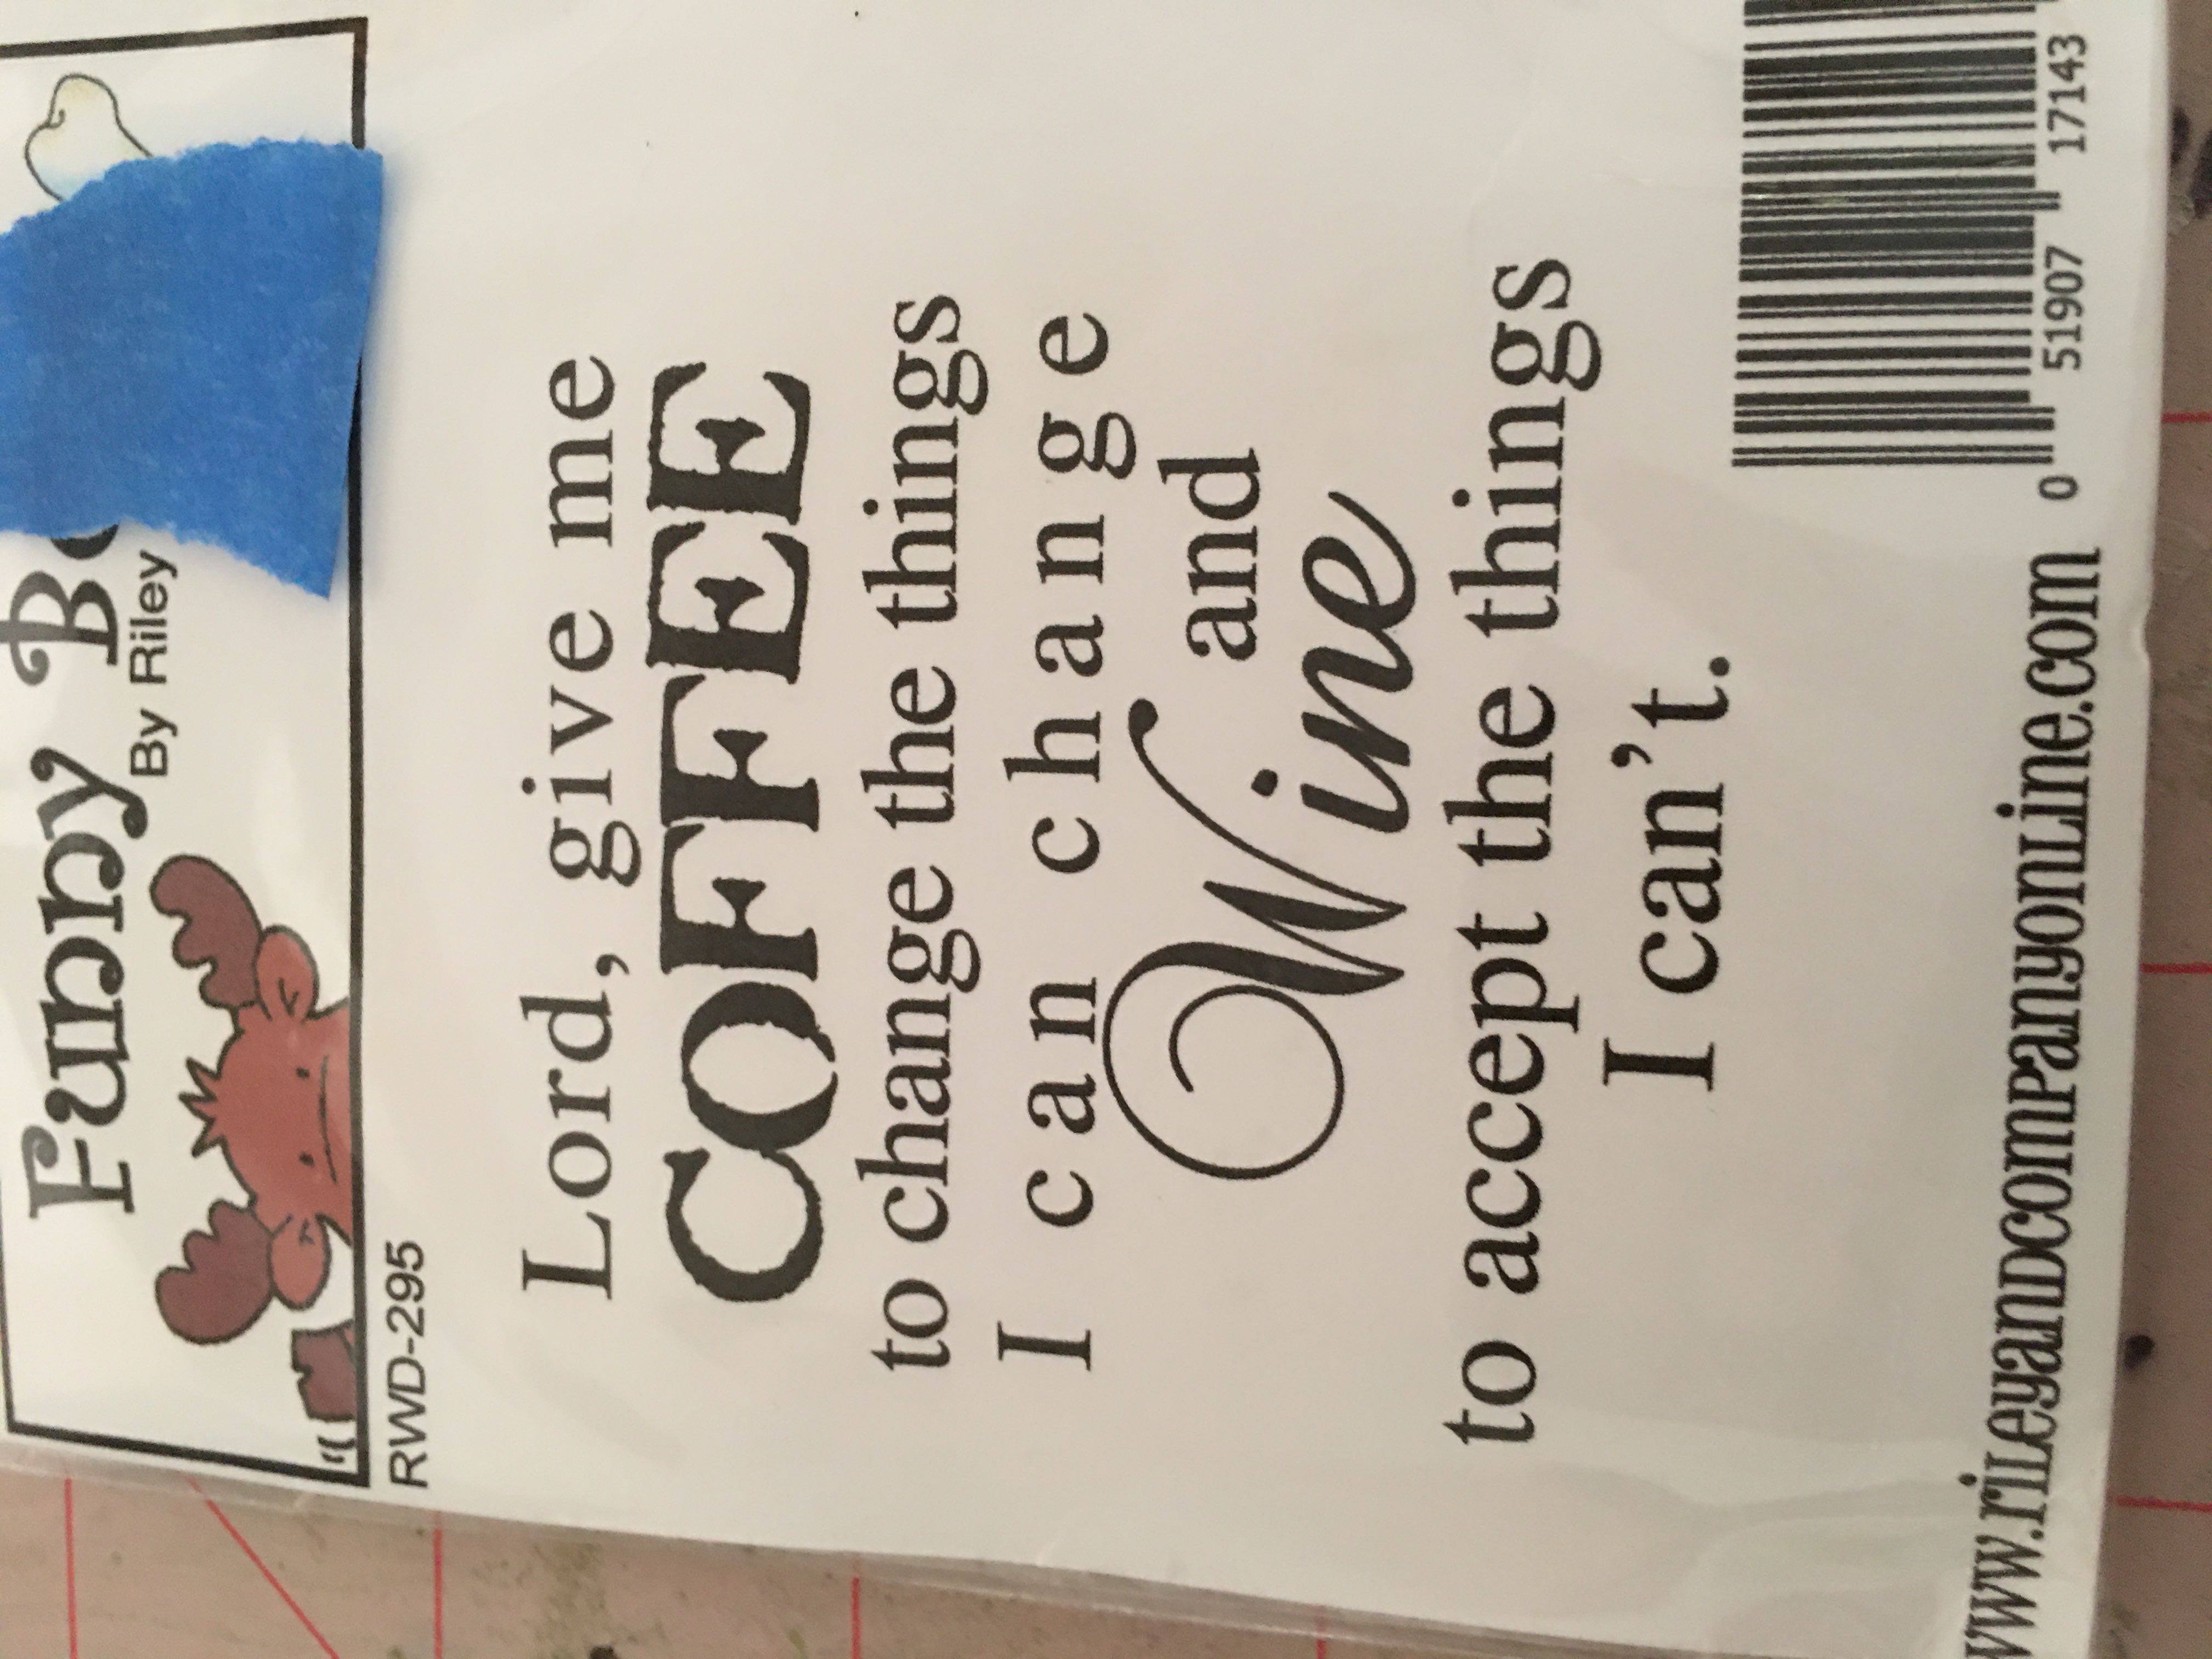 Funny
By Riley
RWD-295
Lord, give me
COFFEE
to change the things
I can change
and
Wine
to accept the things
I can't.
0 51907 17143
www.rileyandcompanyonline.com